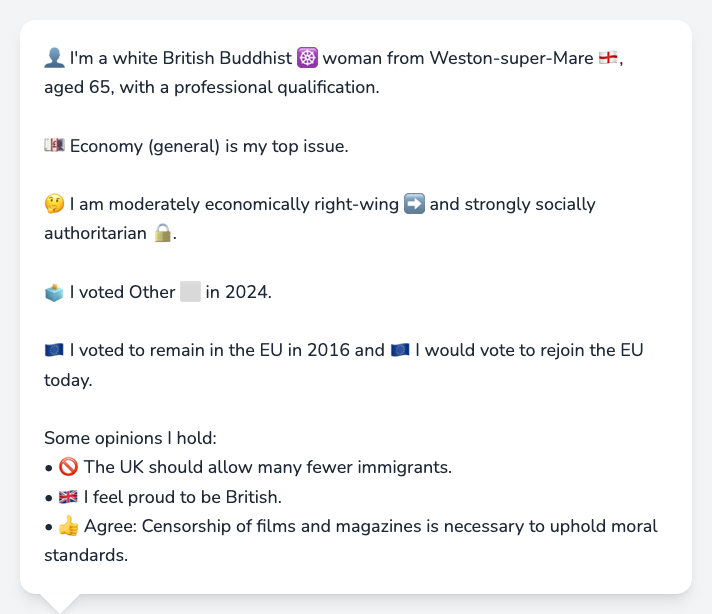 👤 I'm a white British Buddhist ☸️ woman from Weston-super-Mare 🏴󠁧󠁢󠁥󠁮󠁧󠁿,
aged 65, with a professional qualification.
💷 Economy (general) is my top issue.
🤔 I am moderately economically right-wing ➡️ and strongly socially
authoritarian 🔒.
🗳️ I voted Other ⬜ in 2024.
🇪🇺 I voted to remain in the EU in 2016 and 🇪🇺 I would vote to rejoin the EU
today.
Some opinions I hold:
• 🚫 The UK should allow many fewer immigrants.
• 🇬🇧 I feel proud to be British.
• 👍 Agree: Censorship of films and magazines is necessary to uphold moral
standards.